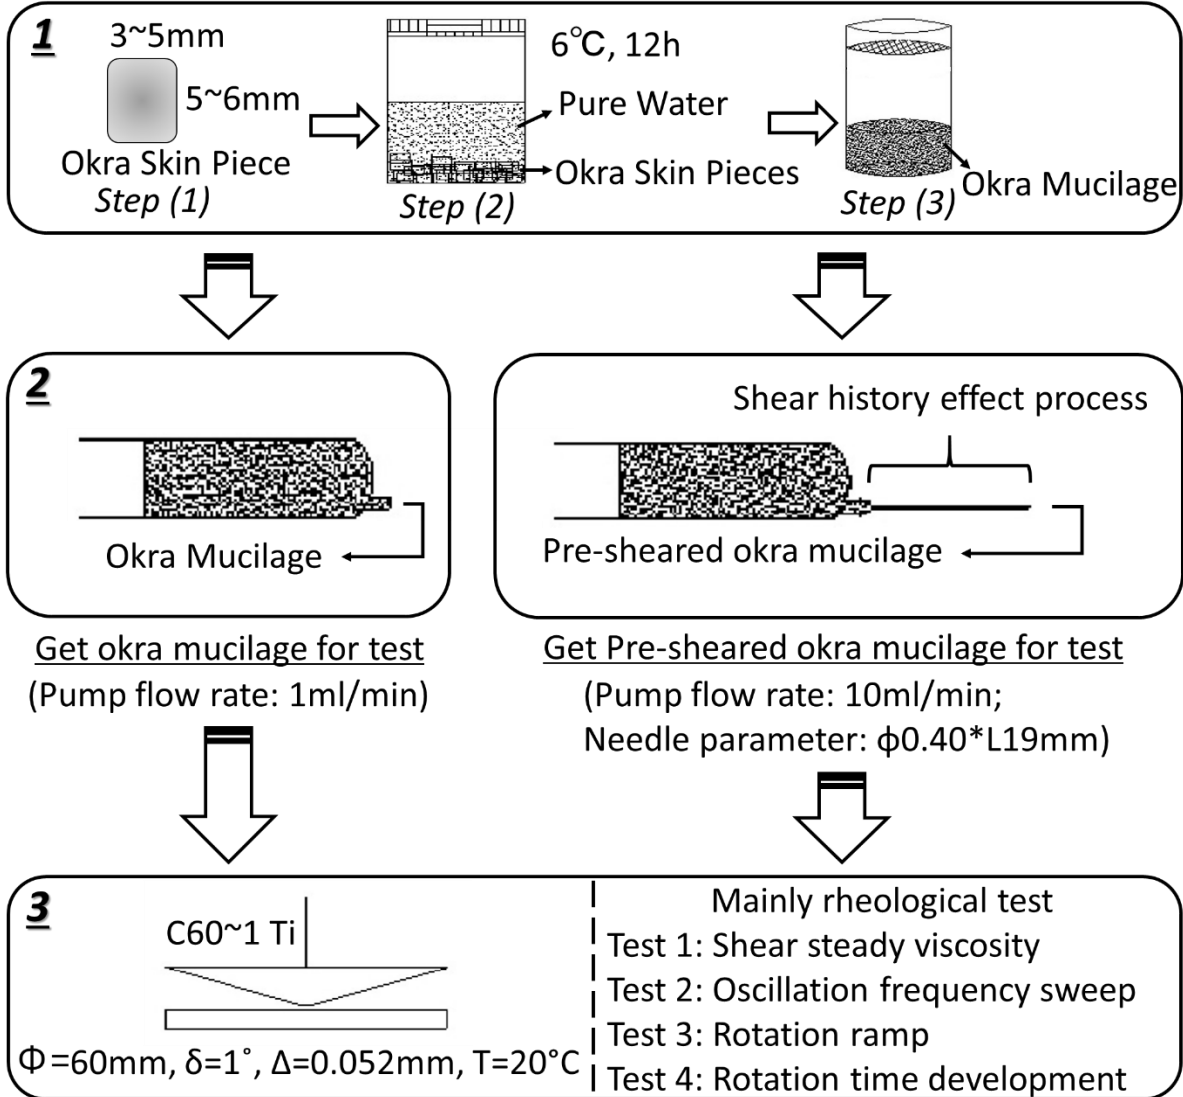 1
3~5mm
5~6mm
Okra Skin Piece
Step (1)
6℃, 12h
Pure Water
Okra Skin Pieces
Step (2)
Okra Mucilage
Step (3)
2
Okra Mucilage
Get okra mucilage for test
(Pump flow rate: 1ml/min)
Shear history effect process
Pre-sheared okra mucilage
Get Pre-sheared okra mucilage for test
(Pump flow rate: 10ml/min;
Needle parameter: ф0.40*L19mm)
3
C60~1 Ti
Φ=60mm, δ=1˚, Δ=0.052mm, T=20°C
Mainly rheological test
Test 1: Shear steady viscosity
Test 2: Oscillation frequency sweep
Test 3: Rotation ramp
Test 4: Rotation time development